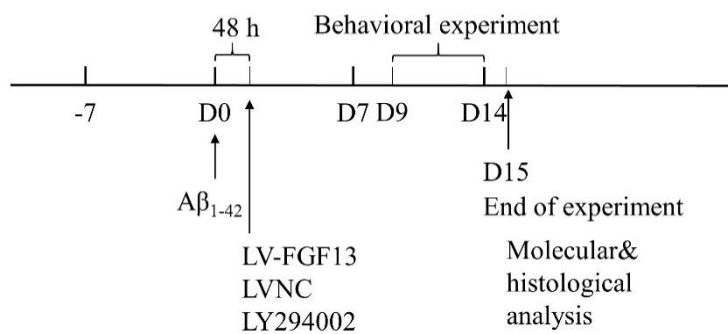 48 h
Behavioral experiment
-7
D0
D7
D9
D14
Aβ1-42
D15
End of experiment
LV-FGF13
LVNC
LY294002
Molecular&
histological
analysis